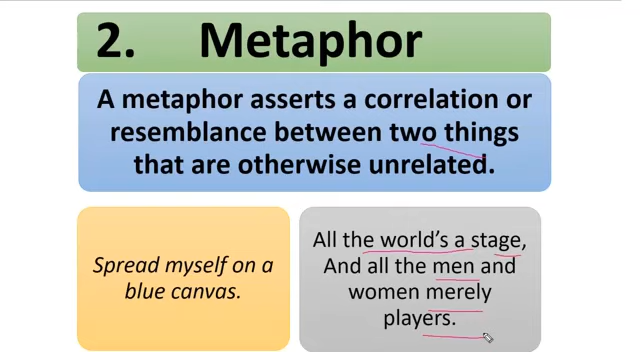 2. Metaphor
A metaphor asserts a correlation or
resemblance between two things
that are otherwise unrelated.
Spread myself on a
blue canvas.
All the world's a stage,
And all the men and
women merely
players.